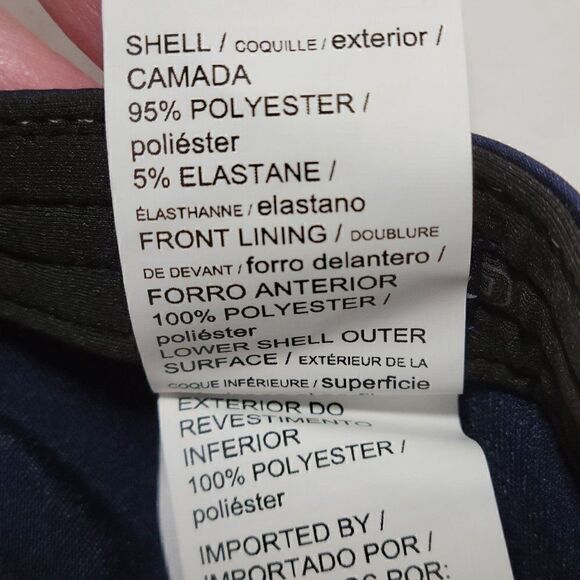 SHELL / COQUILLE / exterior /
CAMADA
95% POLYESTER /
poliéster
5% ELASTANE /
ÉLASTHANNE / elastano
FRONT LINING / DOUBLURE
DE DEVANT / forro delantero /
FORRO ANTERIOR
100% POLYESTER /
poliéster
LOWER SHELL OUTER
SURFACE / EXTÉRIEUR DE LA
COQUE INFÉRIEURE / superficie
EXTERIOR DO
REVESTIMENTO
INFERIOR
100% POLYESTER /
poliéster
IMPORTED BY /
IMPORTADO POR /
POR: